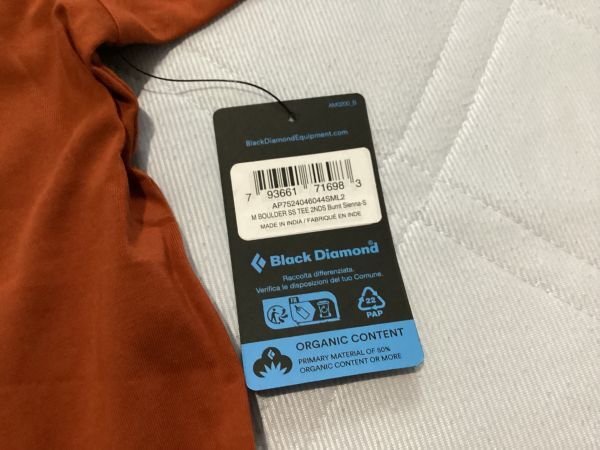 AM0200_B
BlackDiamondEquipment.com
7 93661 71698 3
AP7524046044SML2
M BOULDER SS TEE 2NDS Burnt Sienna-S
MADE IN INDIA / FABRIQUÉ EN INDE
Black Diamond®
Raccolta differenziata.
Verifica le disposizioni del tuo Comune.
FR
22
PAP
ORGANIC CONTENT
PRIMARY MATERIAL OF 50%
ORGANIC CONTENT OR MORE